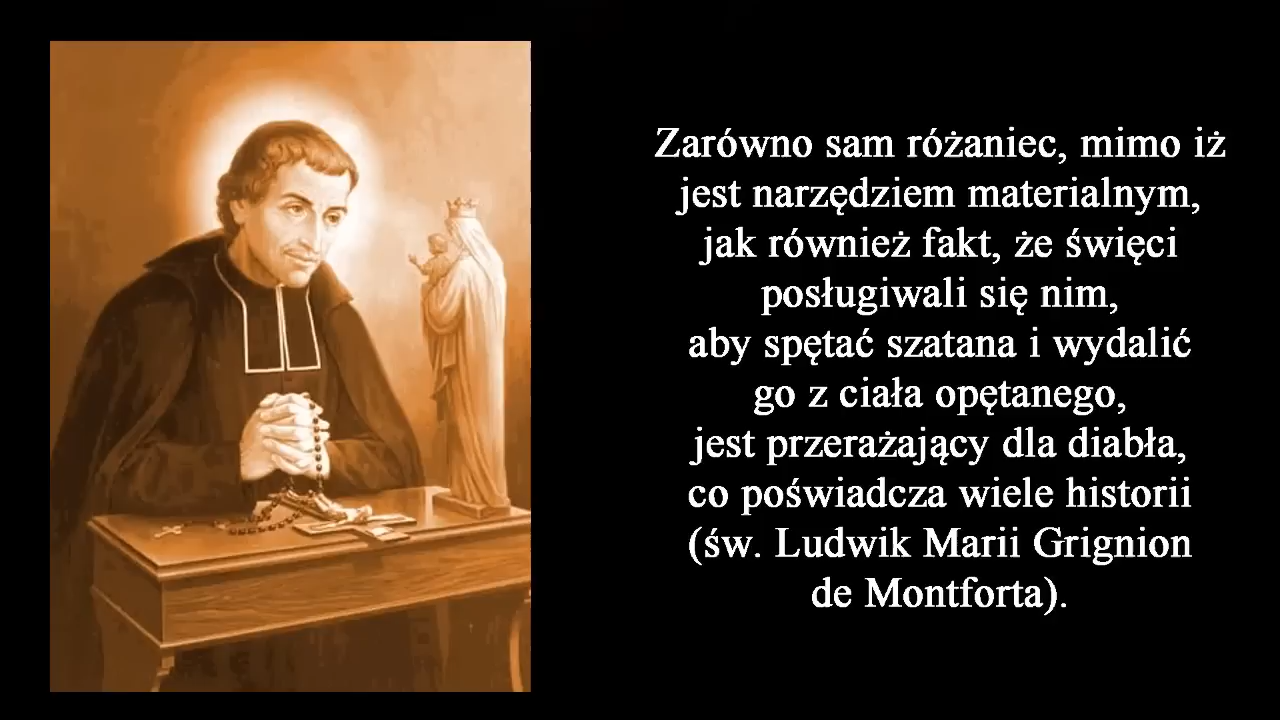 Zarówno sam różaniec, mimo iż
jest narzędziem materialnym,
jak również fakt, że święci
posługiwali się nim,
aby spętać szatana i wydalić
go z ciała opętanego,
jest przerażający dla diabła,
co poświadcza wiele historii
(św. Ludwik Marii Grignion
de Montforta).